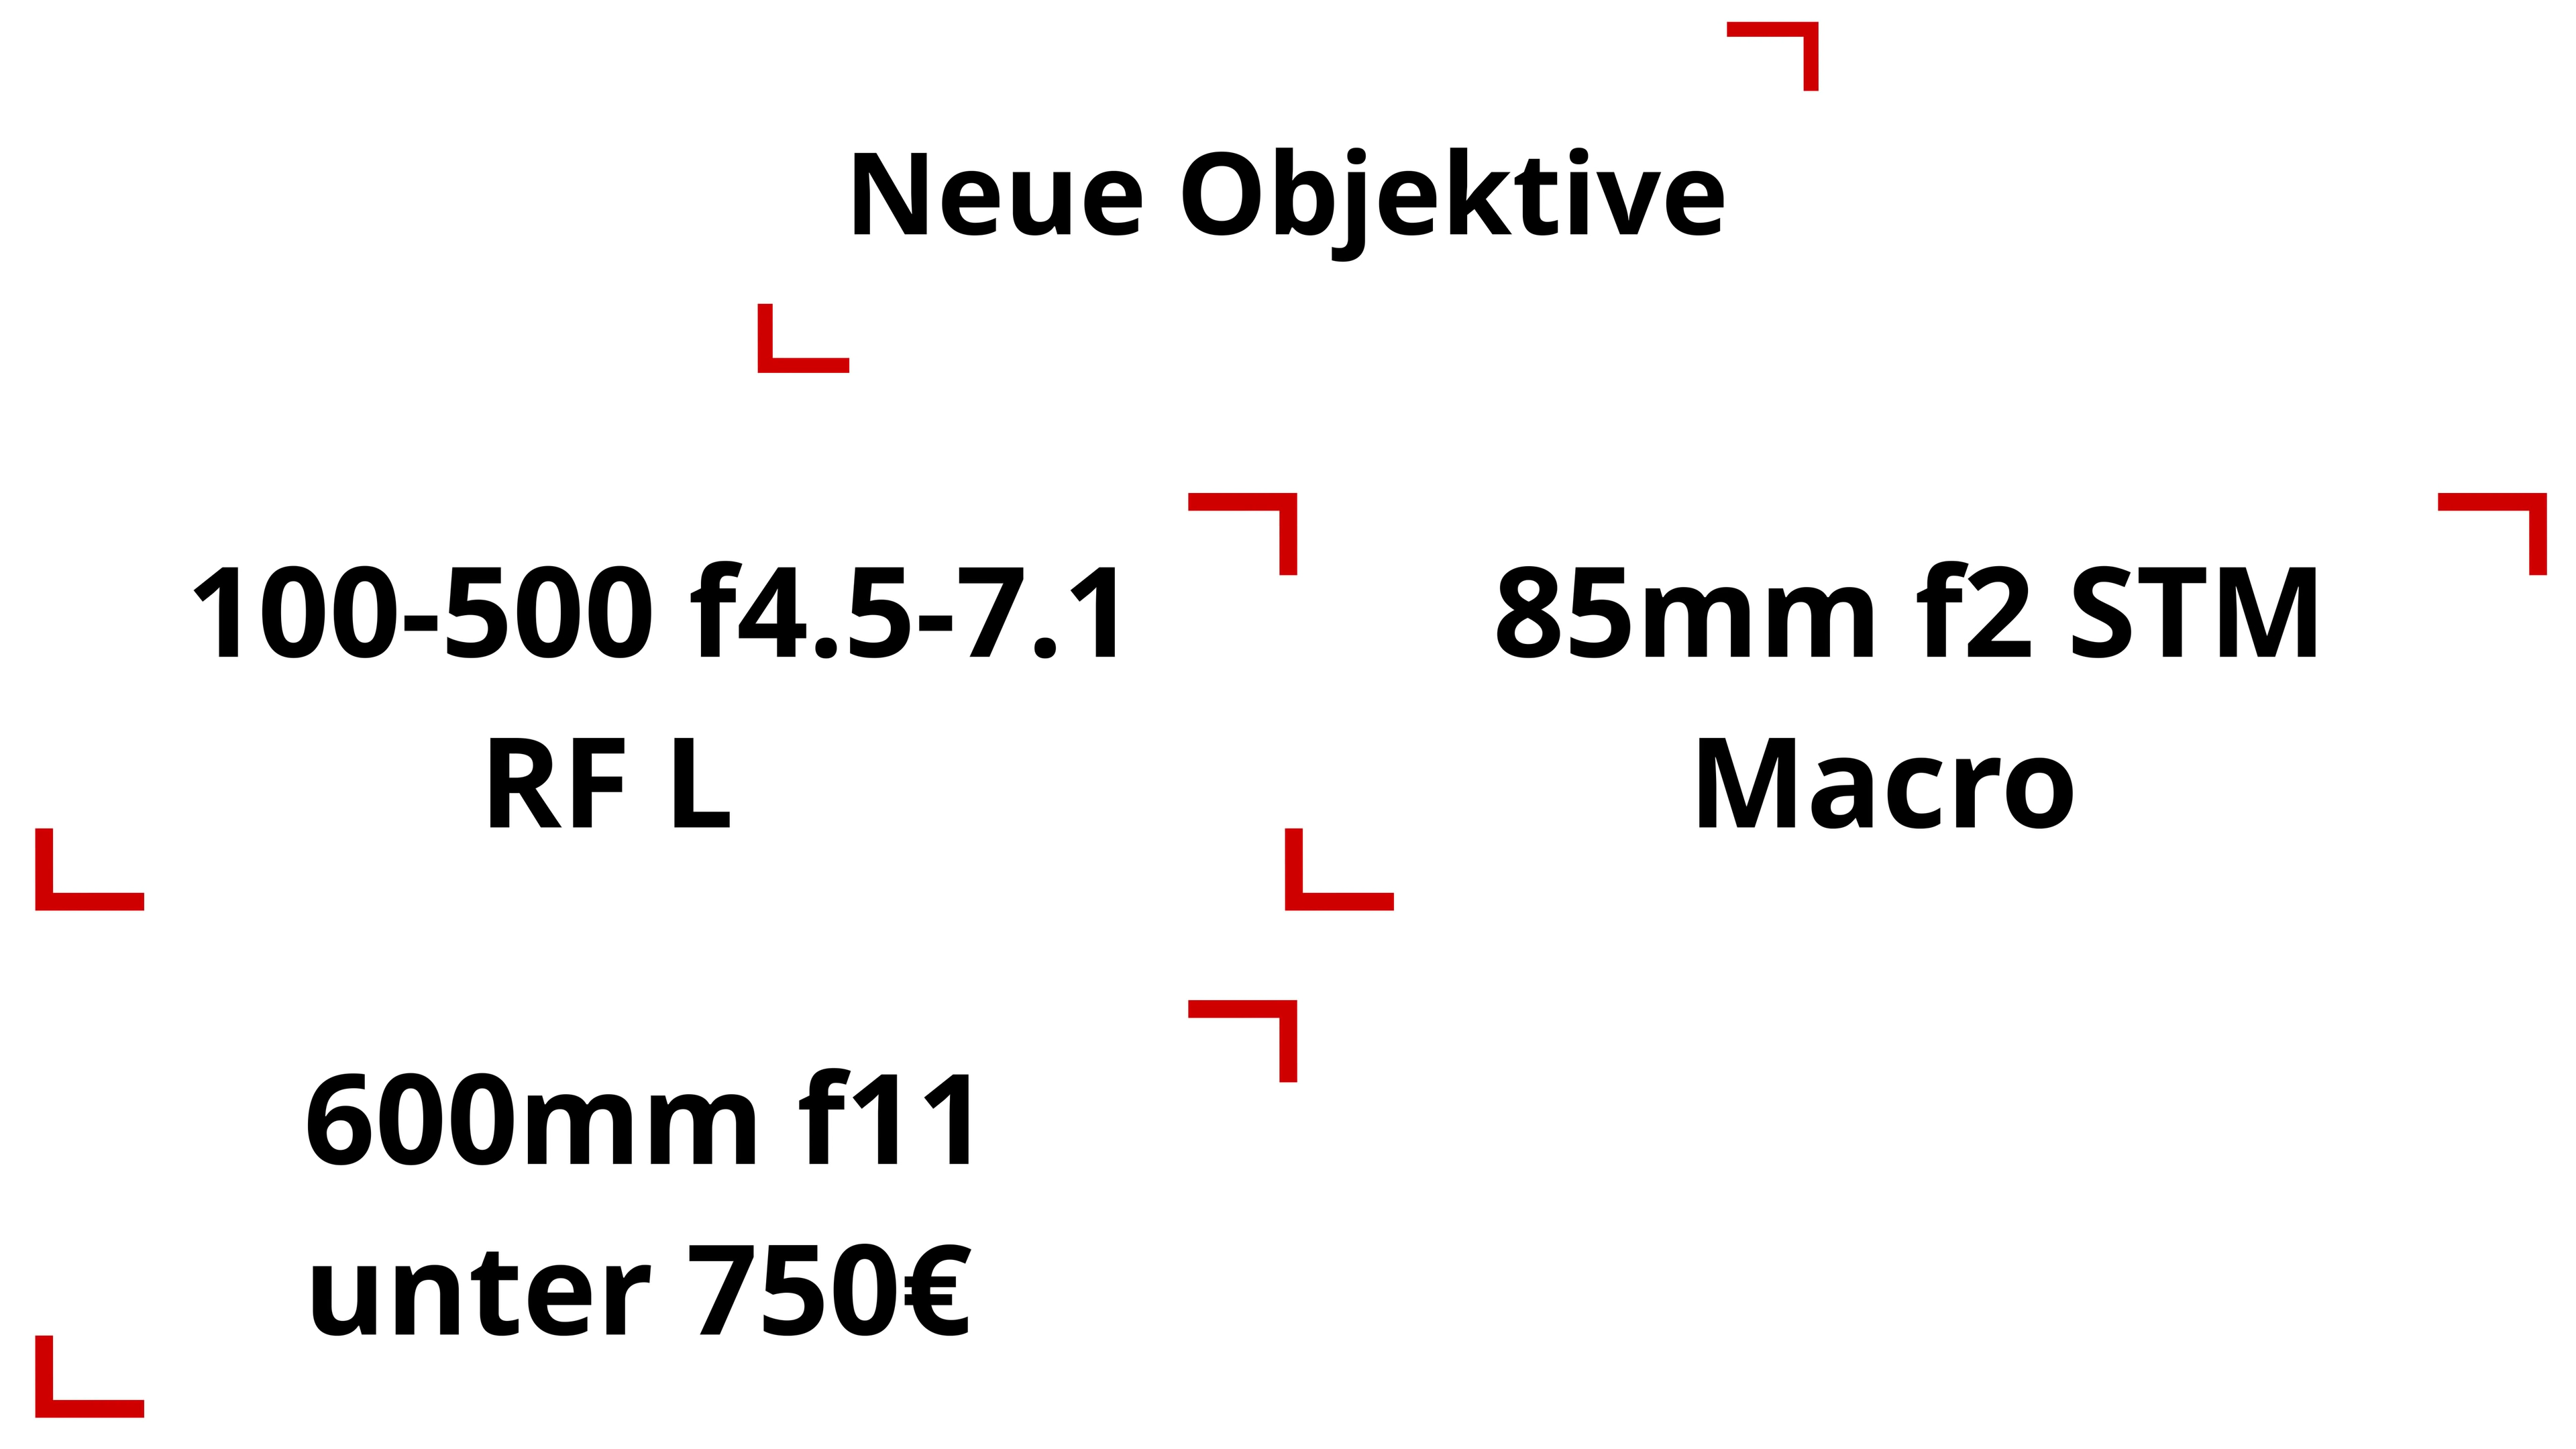 Neue Objektive
100-500 f4.5-7.1
RF L
85mm f2 STM
Macro
600mm f11
unter 750€